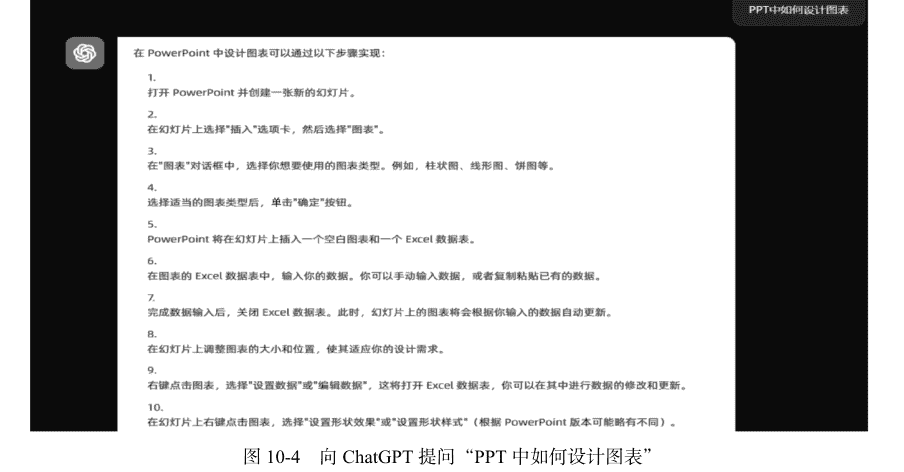 PPT中如何设计图表
在 PowerPoint 中设计图表可以通过以下步骤实现：
1.
打开 PowerPoint 并创建一张新的幻灯片。
2.
在幻灯片上选择"插入"选项卡，然后选择"图表"。
3.
在"图表"对话框中，选择你想要使用的图表类型。例如，柱状图、线形图、饼图等。
4.
选择适当的图表类型后，单击"确定"按钮。
5.
PowerPoint 将在幻灯片上插入一个空白图表和一个 Excel 数据表。
6.
在图表的 Excel 数据表中，输入你的数据。你可以手动输入数据，或者复制粘贴已有的数据。
7.
完成数据输入后，关闭 Excel 数据表。此时，幻灯片上的图表将会根据你输入的数据自动更新。
8.
在幻灯片上调整图表的大小和位置，使其适应你的设计需求。
9.
右键点击图表，选择"设置数据"或"编辑数据"，这将打开 Excel 数据表，你可以在其中进行数据的修改和更新。
10.
在幻灯片上右键点击图表，选择"设置形状效果"或"设置形状样式"（根据 PowerPoint 版本可能略有不同）。
图 10-4　向 ChatGPT 提问“PPT 中如何设计图表”